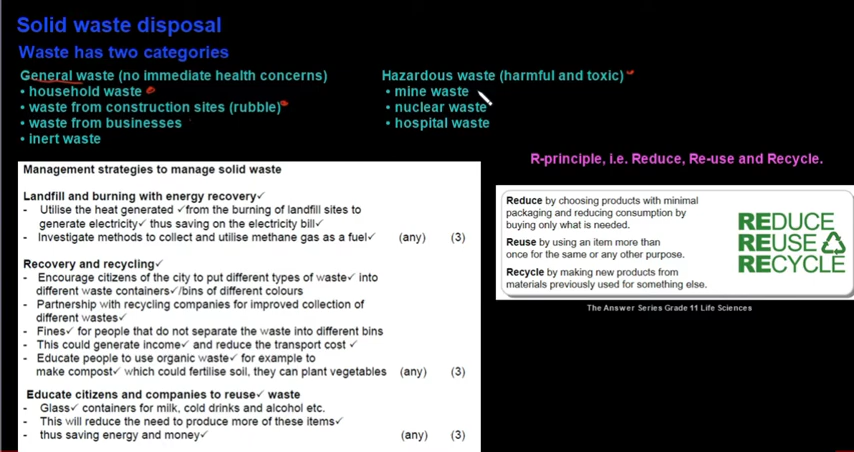 Solid waste disposal
Waste has two categories
General waste (no immediate health concerns)
• household waste
• waste from construction sites (rubble)
• waste from businesses
• inert waste
Hazardous waste (harmful and toxic)
• mine waste
• nuclear waste
• hospital waste
Management strategies to manage solid waste
Landfill and burning with energy recovery✓
- Utilise the heat generated ✓from the burning of landfill sites to
generate electricity✓ thus saving on the electricity bill✓
- Investigate methods to collect and utilise methane gas as a fuel✓ (any) (3)
Recovery and recycling✓
- Encourage citizens of the city to put different types of waste✓ into
different waste containers✓/bins of different colours
- Partnership with recycling companies for improved collection of
different wastes✓
- Fines✓ for people that do not separate the waste into different bins
- This could generate income✓ and reduce the transport cost ✓
- Educate people to use organic waste✓ for example to
make compost✓ which could fertilise soil, they can plant vegetables (any) (3)
Educate citizens and companies to reuse✓ waste
- Glass✓ containers for milk, cold drinks and alcohol etc.
- This will reduce the need to produce more of these items✓
- thus saving energy and money✓ (any) (3)
R-principle, i.e. Reduce, Re-use and Recycle.
Reduce by choosing products with minimal
packaging and reducing consumption by
buying only what is needed.
Reuse by using an item more than
once for the same or any other purpose.
Recycle by making new products from
materials previously used for something else.
REDUCE
REUSE
RECYCLE
The Answer Series Grade 11 Life Sciences